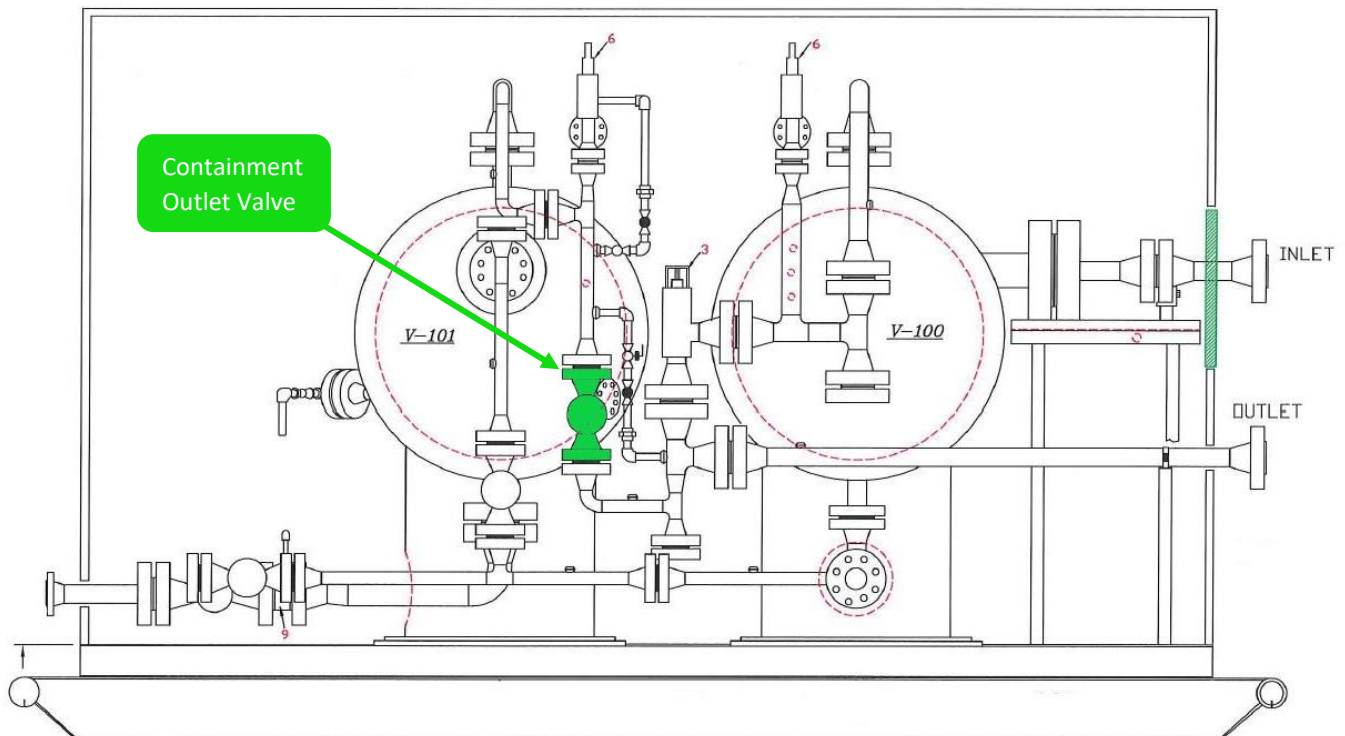 6
6
Containment
Outlet Valve
3
INLET
V-101
V-100
OUTLET
9